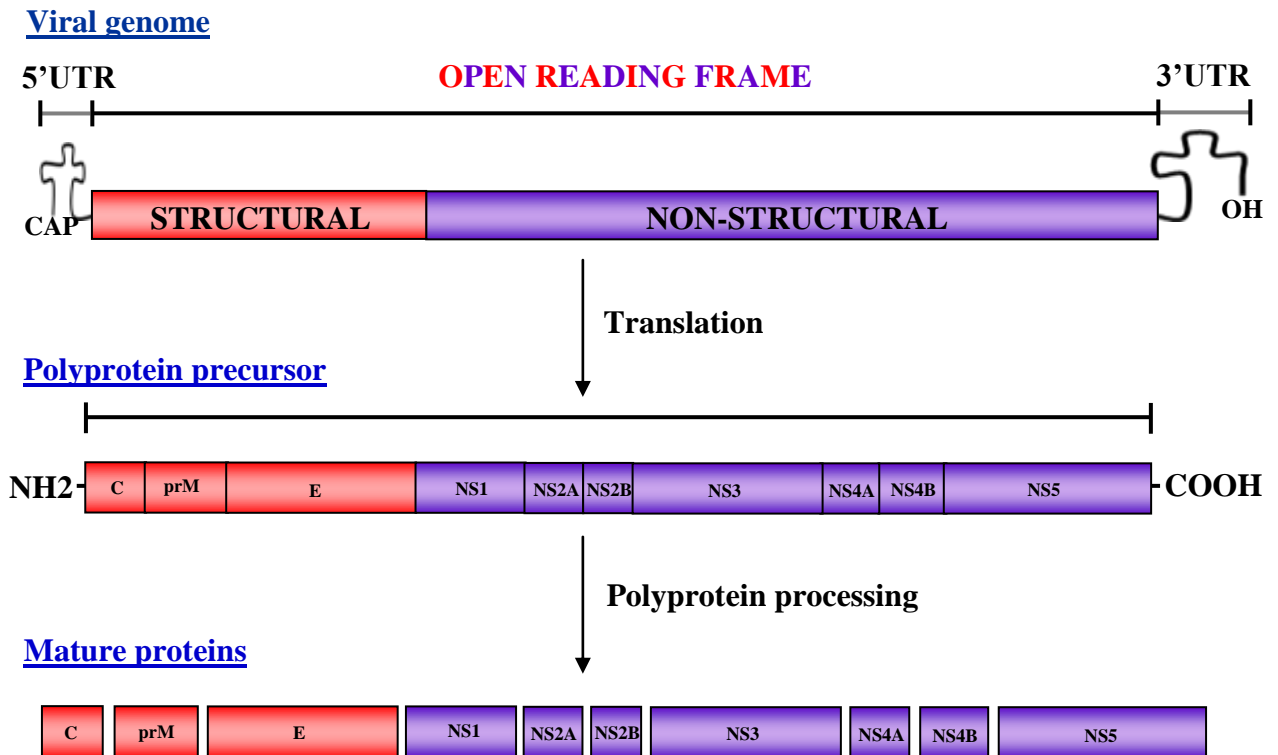 Viral genome
5’UTR OPEN READING FRAME 3’UTR
CAP STRUCTURAL NON-STRUCTURAL OH
Translation
Polyprotein precursor
NH2 C prM E NS1 NS2A NS2B NS3 NS4A NS4B NS5 COOH
Polyprotein processing
Mature proteins
C prM E NS1 NS2A NS2B NS3 NS4A NS4B NS5